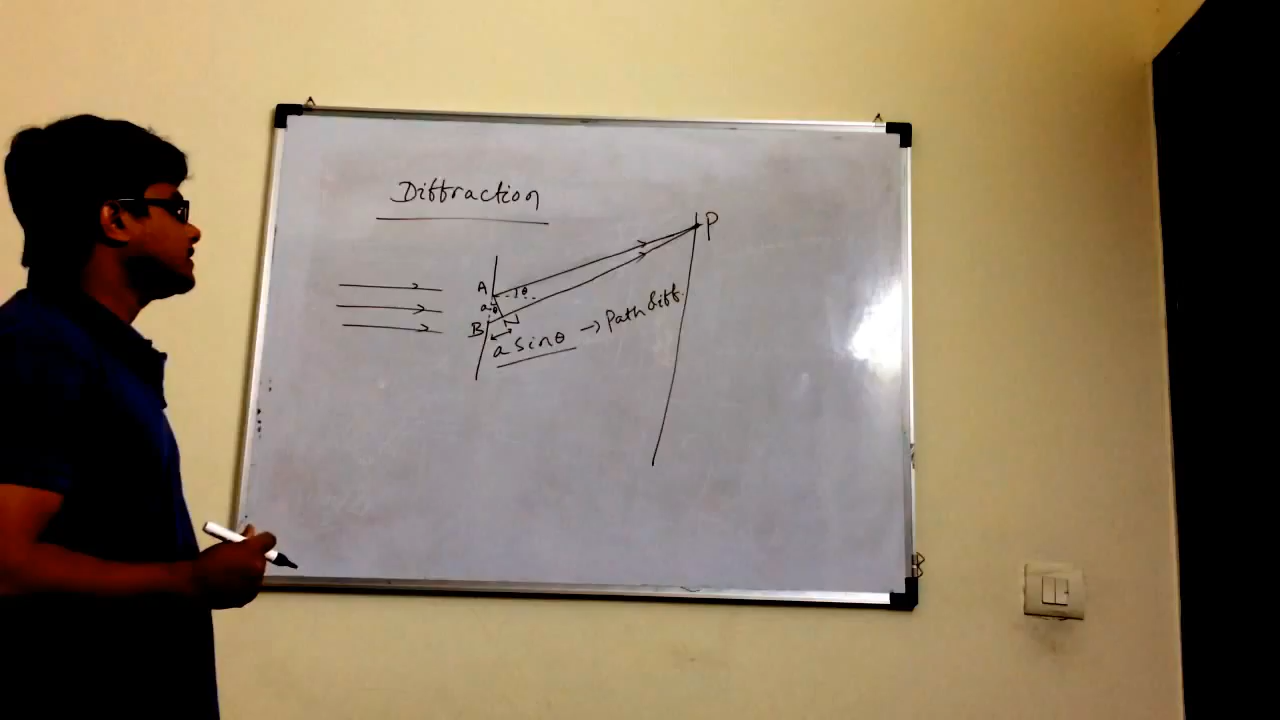 Diffraction
P
A
θ
a
θ
B
N
a sinθ → Path diff.